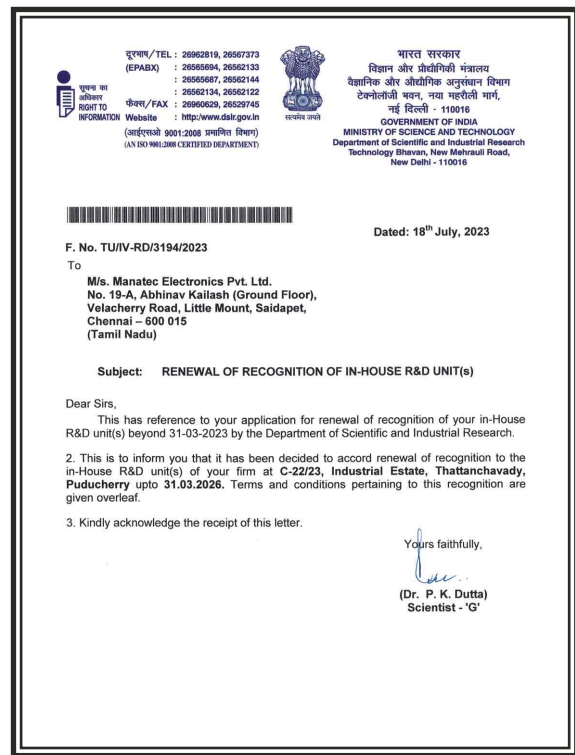 सूचना का
अधिकार
RIGHT TO
INFORMATION
दूरभाष/TEL : 26962819, 26567373
(EPABX) : 26565694, 26562133
: 26565687, 26562144
: 26562134, 26562122
फैक्स/FAX : 26960629, 26529745
Website : http:/www.dsir.gov.in
(आईएसओ 9001:2008 प्रमाणित विभाग)
(AN ISO 9001:2008 CERTIFIED DEPARTMENT)
सत्यमेव जयते
भारत सरकार
विज्ञान और प्रौद्योगिकी मंत्रालय
वैज्ञानिक और औद्योगिक अनुसंधान विभाग
टेक्नोलॉजी भवन, नया महरौली मार्ग,
नई दिल्ली - 110016
GOVERNMENT OF INDIA
MINISTRY OF SCIENCE AND TECHNOLOGY
Department of Scientific and Industrial Research
Technology Bhavan, New Mehrauli Road,
New Delhi - 110016
Dated: 18th July, 2023
F. No. TU/IV-RD/3194/2023
To
M/s. Manatec Electronics Pvt. Ltd.
No. 19-A, Abhinav Kailash (Ground Floor),
Velacherry Road, Little Mount, Saidapet,
Chennai – 600 015
(Tamil Nadu)
Subject: RENEWAL OF RECOGNITION OF IN-HOUSE R&D UNIT(s)
Dear Sirs,
This has reference to your application for renewal of recognition of your in-House
R&D unit(s) beyond 31-03-2023 by the Department of Scientific and Industrial Research.
2. This is to inform you that it has been decided to accord renewal of recognition to the
in-House R&D unit(s) of your firm at C-22/23, Industrial Estate, Thattanchavady,
Puducherry upto 31.03.2026. Terms and conditions pertaining to this recognition are
given overleaf.
3. Kindly acknowledge the receipt of this letter.
Yours faithfully,
(Dr. P. K. Dutta)
Scientist - 'G'